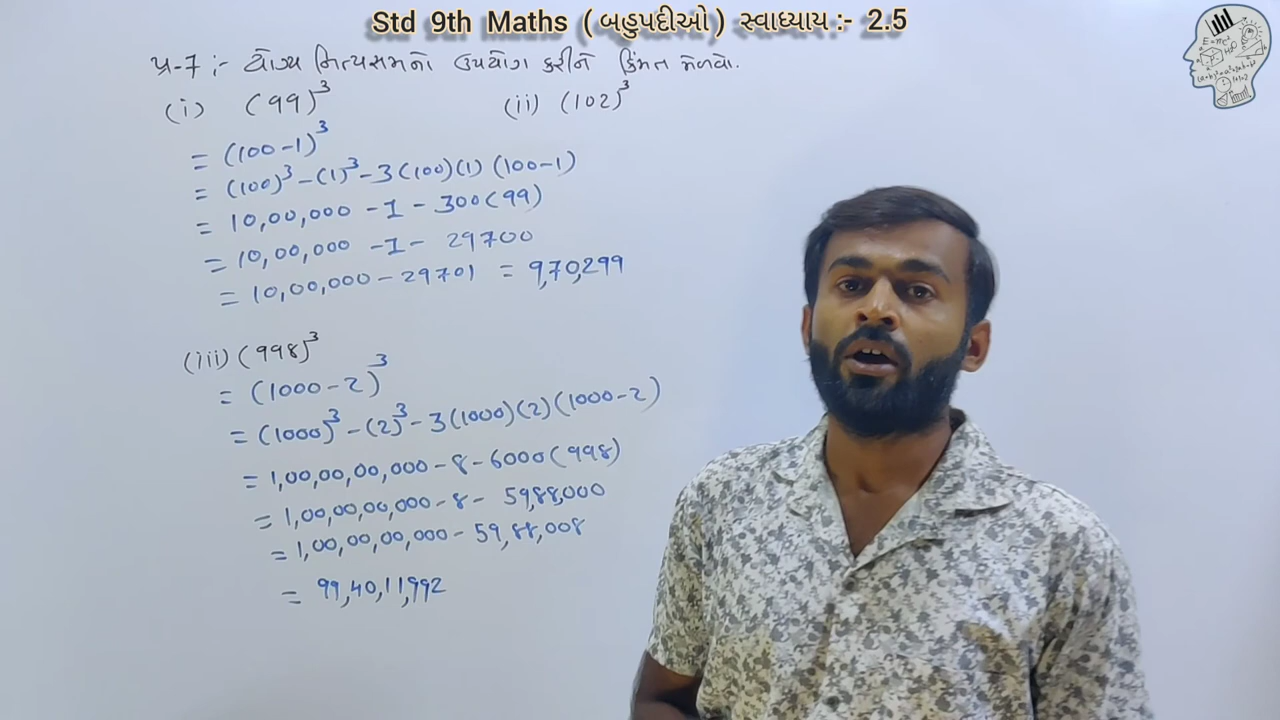 Std 9th Maths ( બહુપદીઓ ) સ્વાધ્યાય :- 2.5
પ્ર-7 :- યોગ્ય નિત્યસમનો ઉપયોગ કરીને કિંમત મેળવો.
(i) (99)³
(ii) (102)³
= (100-1)³
= (100)³ - (1)³ - 3(100)(1)(100-1)
= 10,00,000 - 1 - 300(99)
= 10,00,000 - 1 - 29700
= 10,00,000 - 29701 = 9,70,299
(iii) (998)³
= (1000-2)³
= (1000)³ - (2)³ - 3(1000)(2)(1000-2)
= 1,00,00,00,000 - 8 - 6000(998)
= 1,00,00,00,000 - 8 - 59,88,000
= 1,00,00,00,000 - 59,88,008
= 99,40,11,992